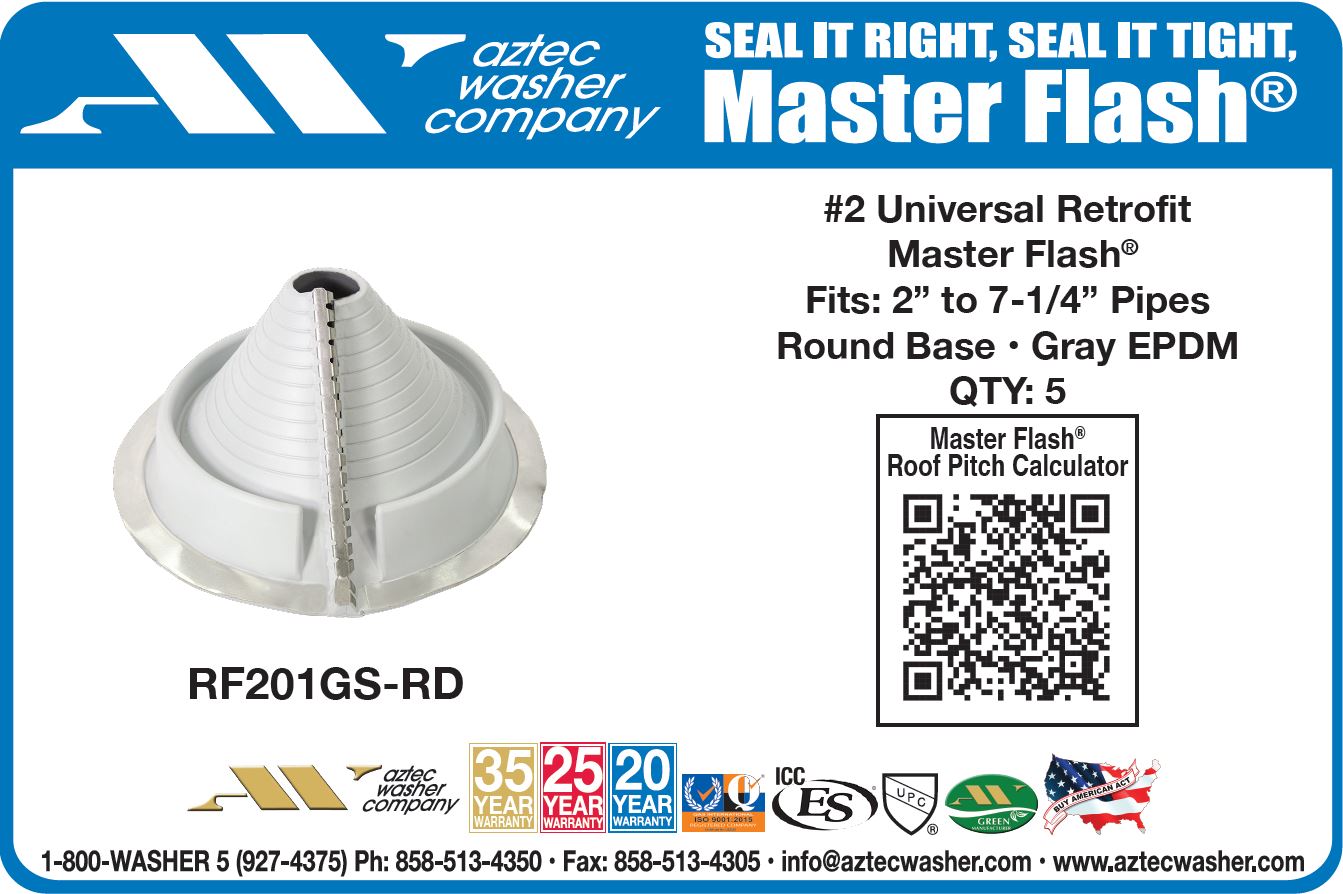 aztec
washer
company
SEAL IT RIGHT, SEAL IT TIGHT,
Master Flash®
#2 Universal Retrofit
Master Flash®
Fits: 2” to 7-1/4” Pipes
Round Base • Gray EPDM
QTY: 5
Master Flash®
Roof Pitch Calculator
RF201GS-RD
aztec
washer
company
35
YEAR
WARRANTY
25
YEAR
WARRANTY
20
YEAR
WARRANTY
Q
ISO 9001:2015
REGISTERED COMPANY
ICC
ES
®
UPC
®
GREEN
MANUFACTURER
BUY AMERICAN ACT
1-800-WASHER 5 (927-4375) Ph: 858-513-4350 • Fax: 858-513-4305 • info@aztecwasher.com • www.aztecwasher.com